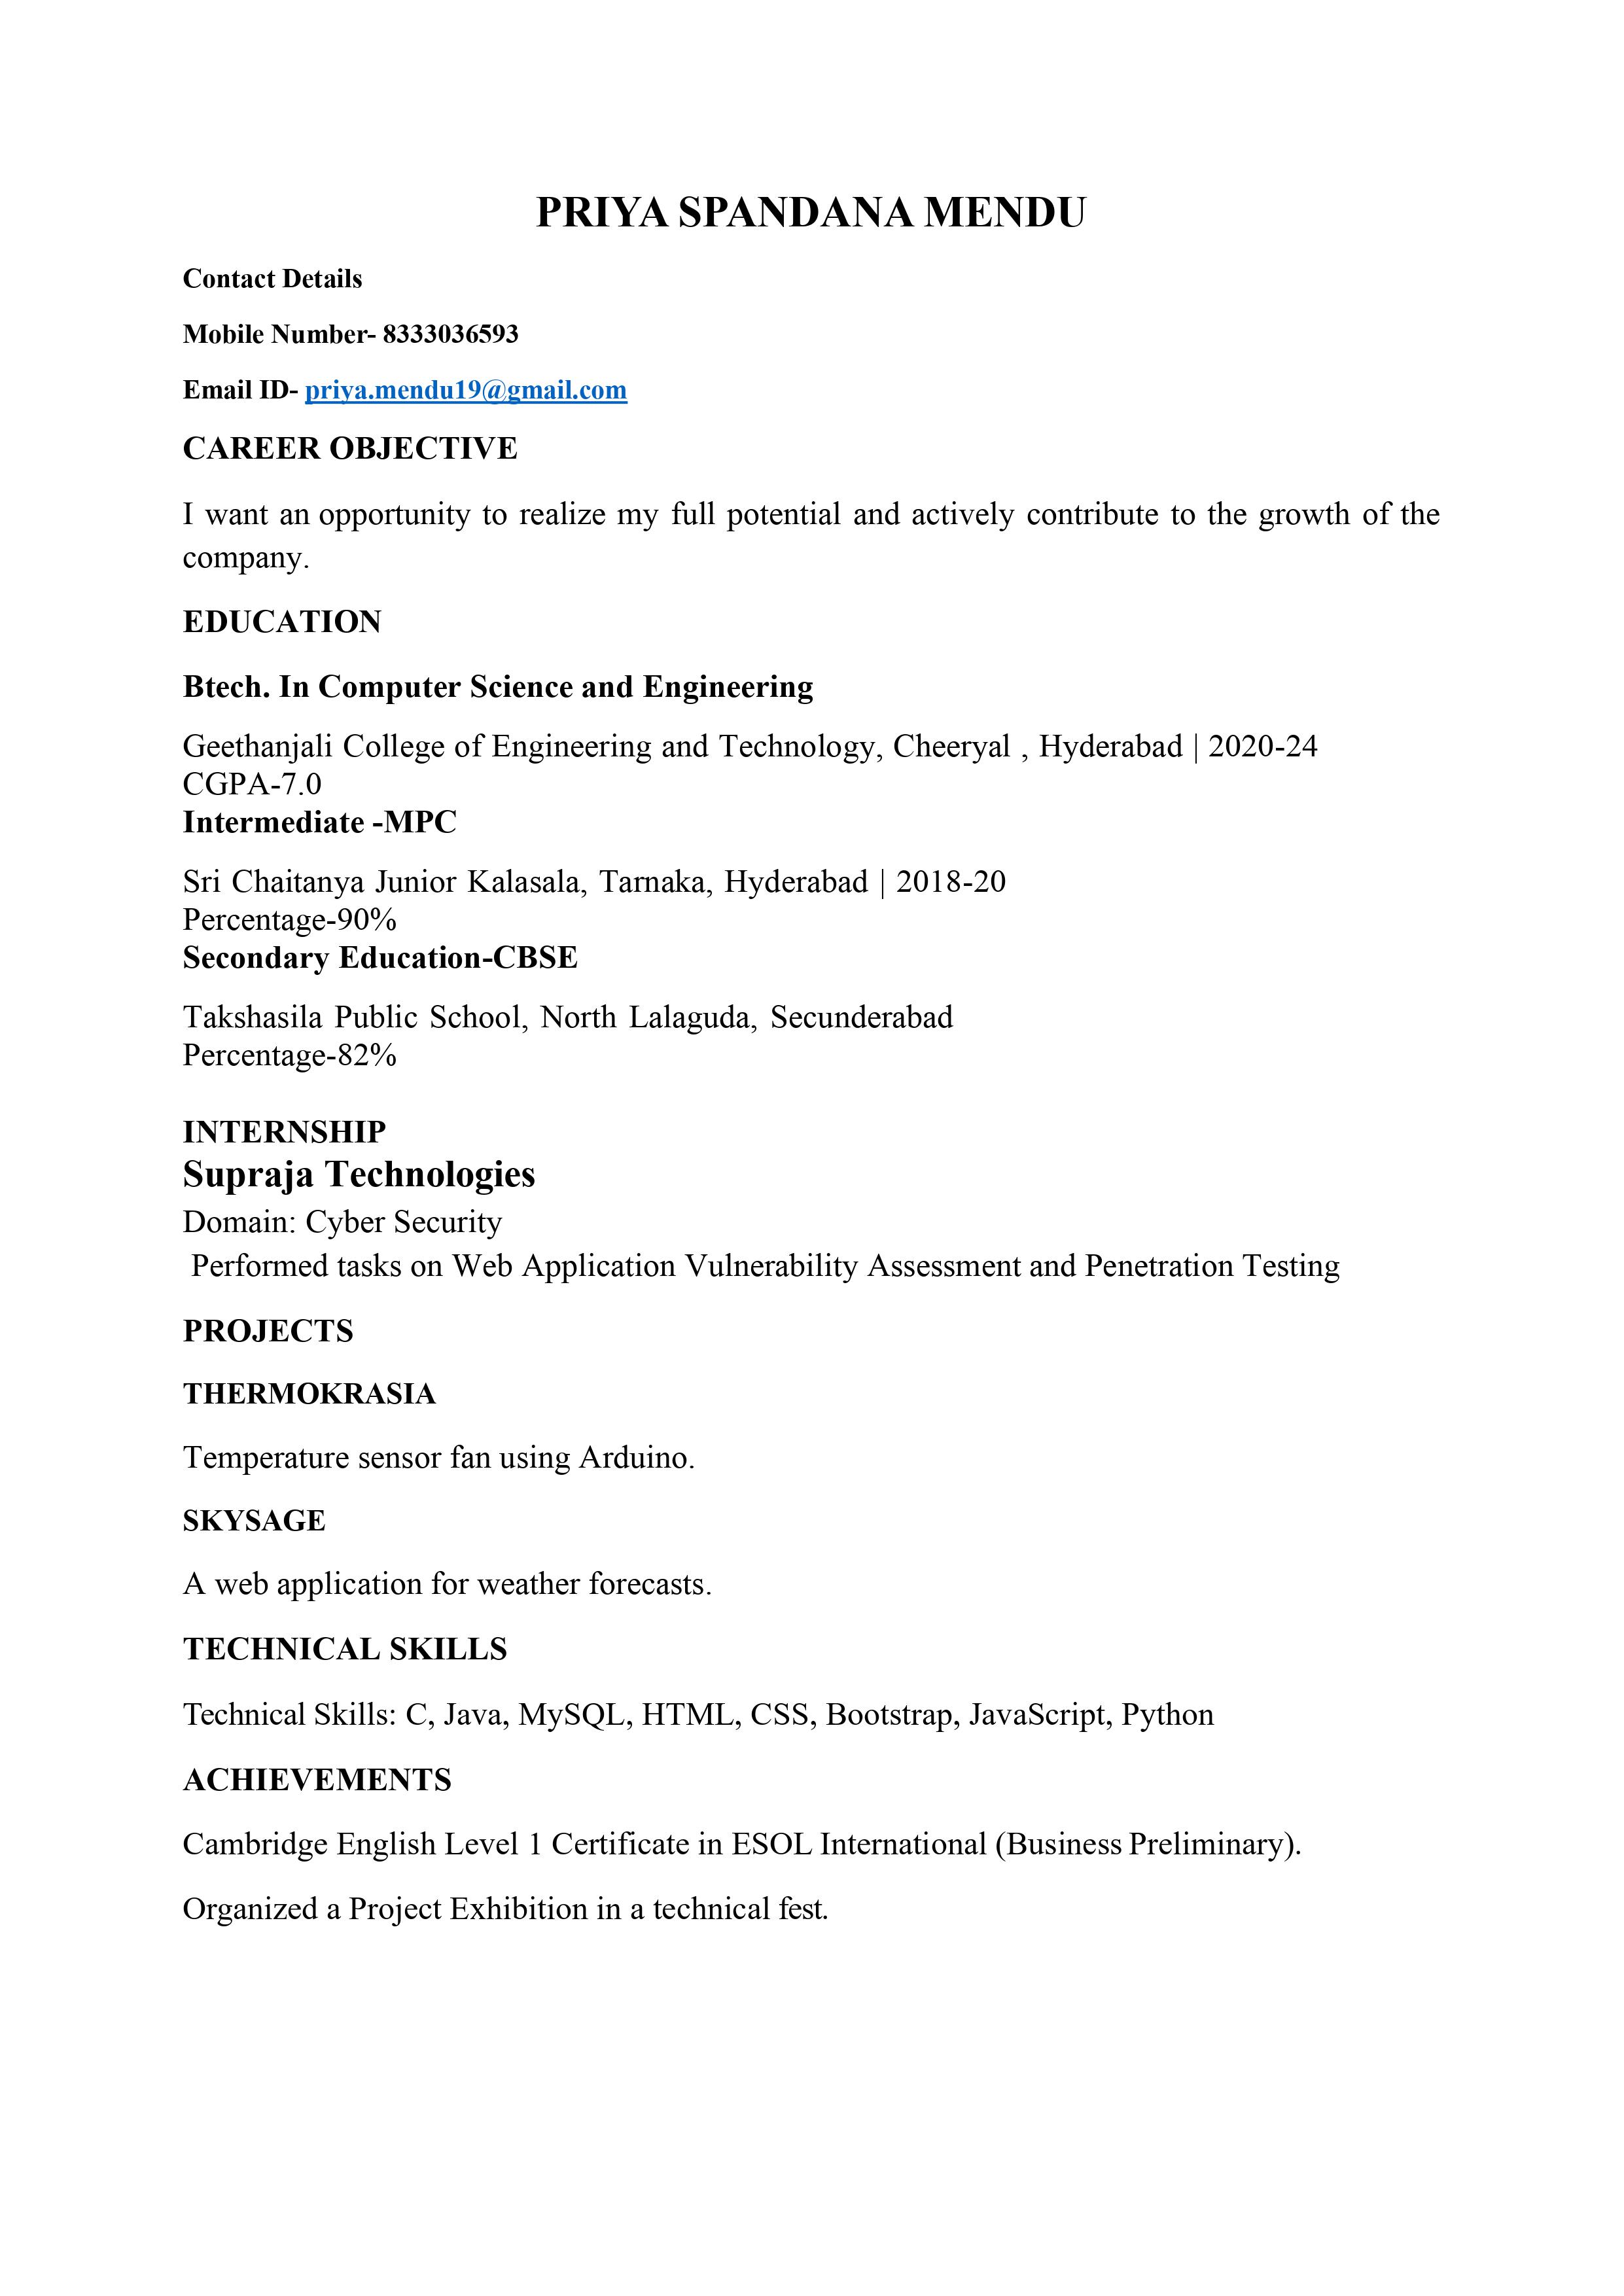 PRIYA SPANDANA MENDU
Contact Details
Mobile Number- 8333036593
Email ID- priya.mendu19@gmail.com
CAREER OBJECTIVE
I want an opportunity to realize my full potential and actively contribute to the growth of the
company.
EDUCATION
Btech. In Computer Science and Engineering
Geethanjali College of Engineering and Technology, Cheeryal , Hyderabad | 2020-24
CGPA-7.0
Intermediate -MPC
Sri Chaitanya Junior Kalasala, Tarnaka, Hyderabad | 2018-20
Percentage-90%
Secondary Education-CBSE
Takshasila Public School, North Lalaguda, Secunderabad
Percentage-82%
INTERNSHIP
Supraja Technologies
Domain: Cyber Security
Performed tasks on Web Application Vulnerability Assessment and Penetration Testing
PROJECTS
THERMOKRASIA
Temperature sensor fan using Arduino.
SKYSAGE
A web application for weather forecasts.
TECHNICAL SKILLS
Technical Skills: C, Java, MySQL, HTML, CSS, Bootstrap, JavaScript, Python
ACHIEVEMENTS
Cambridge English Level 1 Certificate in ESOL International (Business Preliminary).
Organized a Project Exhibition in a technical fest.